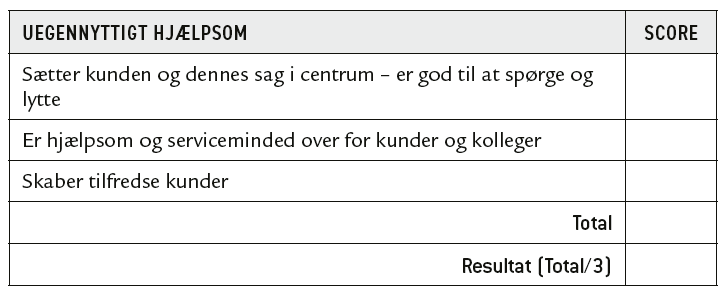 UEGENNYTTIGT HJÆLPSOM SCORE
Sætter kunden og dennes sag i centrum – er god til at spørge og
lytte
Er hjælpsom og serviceminded over for kunder og kolleger
Skaber tilfredse kunder
Total
Resultat (Total/3)